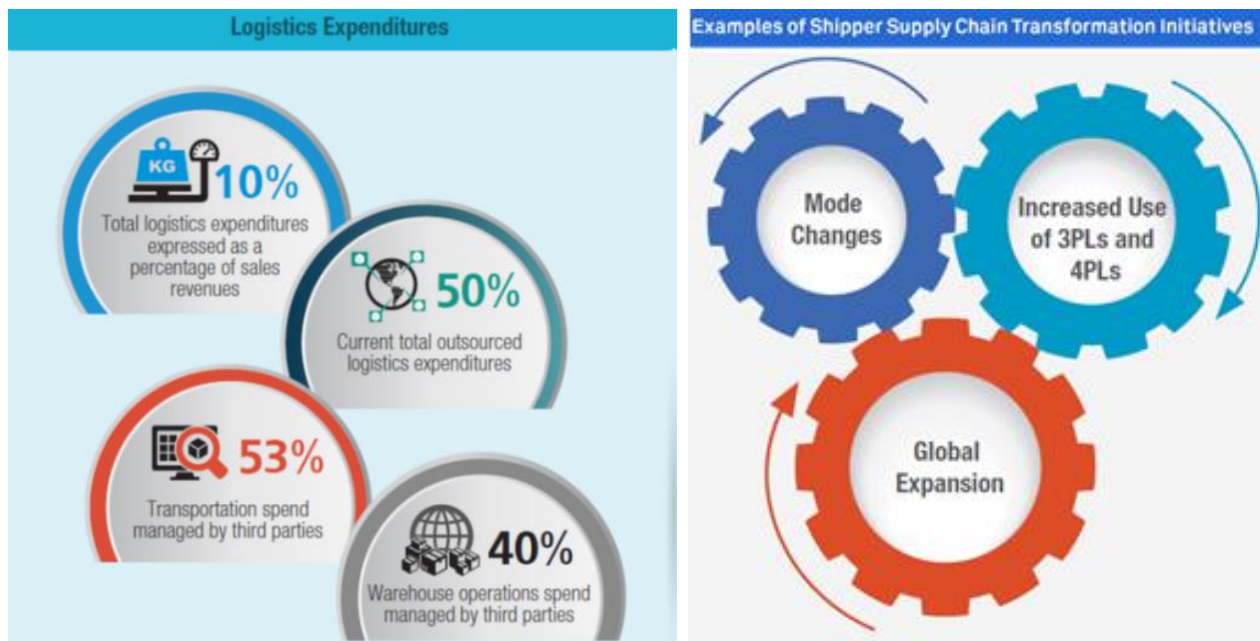 Logistics Expenditures
KG
10%
Total logistics expenditures
expressed as a
percentage of sales
revenues
50%
Current total outsourced
logistics expenditures
53%
Transportation spend
managed by third parties
40%
Warehouse operations spend
managed by third parties
Examples of Shipper Supply Chain Transformation Initiatives
Mode
Changes
Increased Use
of 3PLs and
4PLs
Global
Expansion